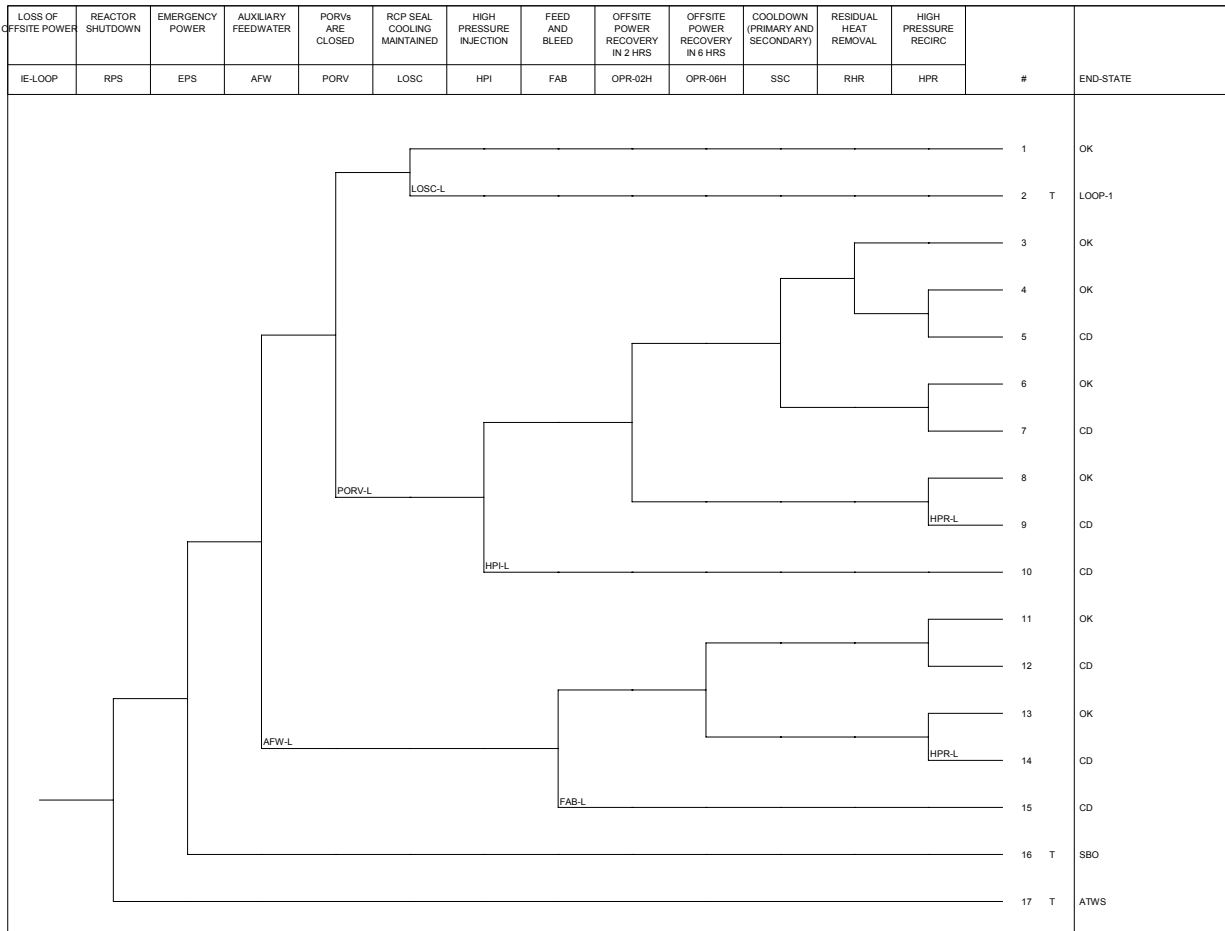 LOSS OF
OFFSITE POWER
REACTOR
SHUTDOWN
EMERGENCY
POWER
AUXILIARY
FEEDWATER
PORVs
ARE
CLOSED
RCP SEAL
COOLING
MAINTAINED
HIGH
PRESSURE
INJECTION
FEED
AND
BLEED
OFFSITE
POWER
RECOVERY
IN 2 HRS
OFFSITE
POWER
RECOVERY
IN 6 HRS
COOLDOWN
(PRIMARY AND
SECONDARY)
RESIDUAL
HEAT
REMOVAL
HIGH
PRESSURE
RECIRC
IE-LOOP RPS EPS AFW PORV LOSC HPI FAB OPR-02H OPR-06H SSC RHR HPR # END-STATE
1 OK
LOSC-L
2 T LOOP-1
3 OK
4 OK
5 CD
6 OK
7 CD
8 OK
PORV-L
HPR-L
9 CD
HPI-L
10 CD
11 OK
12 CD
13 OK
AFW-L
HPR-L
14 CD
FAB-L
15 CD
16 T SBO
17 T ATWS